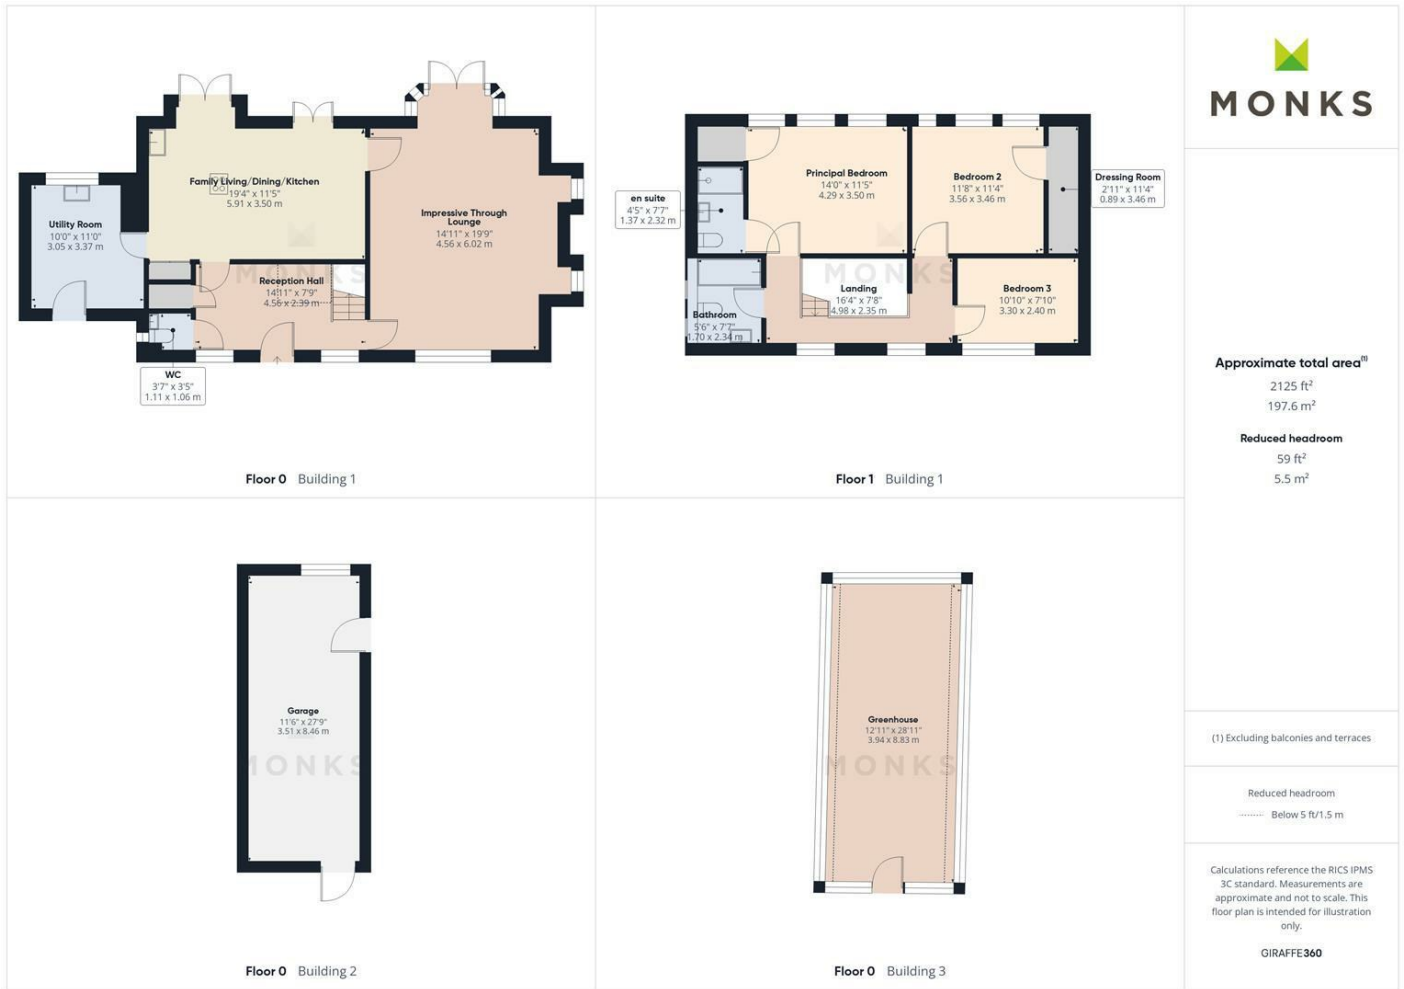 Family Living/Dining/Kitchen
19'4" x 11'5"
5.91 x 3.50 m
Utility Room
10'0" x 11'0"
3.05 x 3.37 m
Impressive Through
Lounge
14'11" x 19'9"
4.56 x 6.02 m
MONKS
Reception Hall
14'11" x 7'9"
4.56 x 2.39 m
WC
3'7" x 3'5"
1.11 x 1.06 m
Floor 0 Building 1
Principal Bedroom
14'0" x 11'5"
4.29 x 3.50 m
Bedroom 2
11'8" x 11'4"
3.56 x 3.46 m
Dressing Room
2'11" x 11'4"
0.89 x 3.46 m
en suite
4'5" x 7'7"
1.37 x 2.32 m
MONKS
Landing
16'4" x 7'8"
4.98 x 2.35 m
Bedroom 3
10'10" x 7'10"
3.30 x 2.40 m
Bathroom
5'6" x 7'7"
1.70 x 2.34 m
Floor 1 Building 1
Garage
11'6" x 27'9"
3.51 x 8.46 m
MONKS
Floor 0 Building 2
Greenhouse
12'11" x 28'11"
3.94 x 8.83 m
MONKS
Floor 0 Building 3
MONKS
Approximate total area(1)
2125 ft²
197.6 m²
Reduced headroom
59 ft²
5.5 m²
(1) Excluding balconies and terraces
Reduced headroom
Below 5 ft/1.5 m
Calculations reference the RICS IPMS
3C standard. Measurements are
approximate and not to scale. This
floor plan is intended for illustration
only.
GIRAFFE360